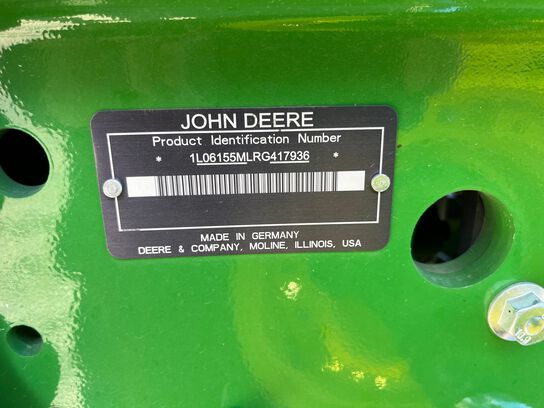 JOHN DEERE
Product Identification Number
* 1L06155MLRG417936 *
MADE IN GERMANY
DEERE & COMPANY, MOLINE, ILLINOIS, USA